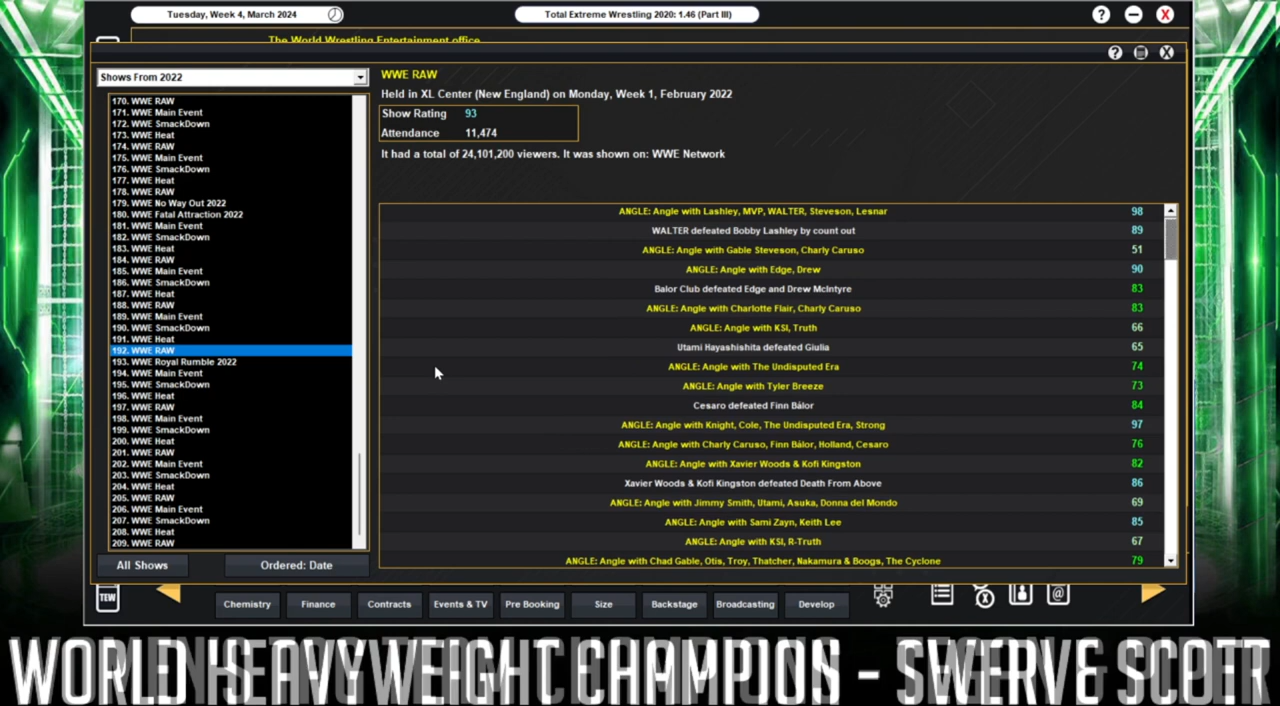 Tuesday, Week 4, March 2024
Total Extreme Wrestling 2020: 1.46 (Part III)
?
X
The World Wrestling Entertainment office
?
X
Shows From 2022
WWE RAW
Held in XL Center (New England) on Monday, Week 1, February 2022
Show Rating 93
Attendance 11,474
It had a total of 24,101,200 viewers. It was shown on: WWE Network
170. WWE RAW
171. WWE Main Event
172. WWE SmackDown
173. WWE Heat
174. WWE RAW
175. WWE Main Event
176. WWE SmackDown
177. WWE Heat
178. WWE RAW
179. WWE No Way Out 2022
180. WWE Fatal Attraction 2022
181. WWE Main Event
182. WWE SmackDown
183. WWE Heat
184. WWE RAW
185. WWE Main Event
186. WWE SmackDown
187. WWE Heat
188. WWE RAW
189. WWE Main Event
190. WWE SmackDown
191. WWE Heat
192. WWE RAW
193. WWE Royal Rumble 2022
194. WWE Main Event
195. WWE SmackDown
196. WWE Heat
197. WWE RAW
198. WWE Main Event
199. WWE SmackDown
200. WWE Heat
201. WWE RAW
202. WWE Main Event
203. WWE SmackDown
204. WWE Heat
205. WWE RAW
206. WWE Main Event
207. WWE SmackDown
208. WWE Heat
209. WWE RAW
ANGLE: Angle with Lashley, MVP, WALTER, Steveson, Lesnar 98
WALTER defeated Bobby Lashley by count out 89
ANGLE: Angle with Gable Steveson, Charly Caruso 51
ANGLE: Angle with Edge, Drew 90
Balor Club defeated Edge and Drew McIntyre 83
ANGLE: Angle with Charlotte Flair, Charly Caruso 83
ANGLE: Angle with KSI, Truth 66
Utami Hayashishita defeated Giulia 65
ANGLE: Angle with The Undisputed Era 74
ANGLE: Angle with Tyler Breeze 73
Cesaro defeated Finn Bálor 84
ANGLE: Angle with Knight, Cole, The Undisputed Era, Strong 97
ANGLE: Angle with Charly Caruso, Finn Bálor, Holland, Cesaro 76
ANGLE: Angle with Xavier Woods & Kofi Kingston 82
Xavier Woods & Kofi Kingston defeated Death From Above 86
ANGLE: Angle with Jimmy Smith, Utami, Asuka, Donna del Mondo 69
ANGLE: Angle with Sami Zayn, Keith Lee 85
ANGLE: Angle with KSI, R-Truth 67
ANGLE: Angle with Chad Gable, Otis, Troy, Thatcher, Nakamura & Boogs, The Cyclone 79
All Shows
Ordered: Date
TEW
Chemistry
Finance
Contracts
Events & TV
Pre Booking
Size
Backstage
Broadcasting
Develop
@
WORLD HEAVYWEIGHT CHAMPION -